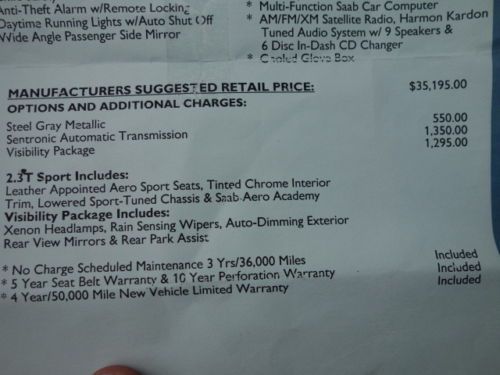 Anti-Theft Alarm w/Remote Locking
Daytime Running Lights w/Auto Shut Off
Wide Angle Passenger Side Mirror
* Multi-Function Saab Car Computer
* AM/FM/XM Satellite Radio, Harmon Kardon
Tuned Audio System w/ 9 Speakers &
6 Disc In-Dash CD Changer
* Cooled Glove Box
MANUFACTURERS SUGGESTED RETAIL PRICE: $35,195.00
OPTIONS AND ADDITIONAL CHARGES:
Steel Gray Metallic 550.00
Sentronic Automatic Transmission 1,350.00
Visibility Package 1,295.00
2.3T Sport Includes:
Leather Appointed Aero Sport Seats, Tinted Chrome Interior
Trim, Lowered Sport-Tuned Chassis & Saab Aero Academy
Visibility Package Includes:
Xenon Headlamps, Rain Sensing Wipers, Auto-Dimming Exterior
Rear View Mirrors & Rear Park Assist
* No Charge Scheduled Maintenance 3 Yrs/36,000 Miles Included
* 5 Year Seat Belt Warranty & 10 Year Perforation Warranty Included
* 4 Year/50,000 Mile New Vehicle Limited Warranty Included